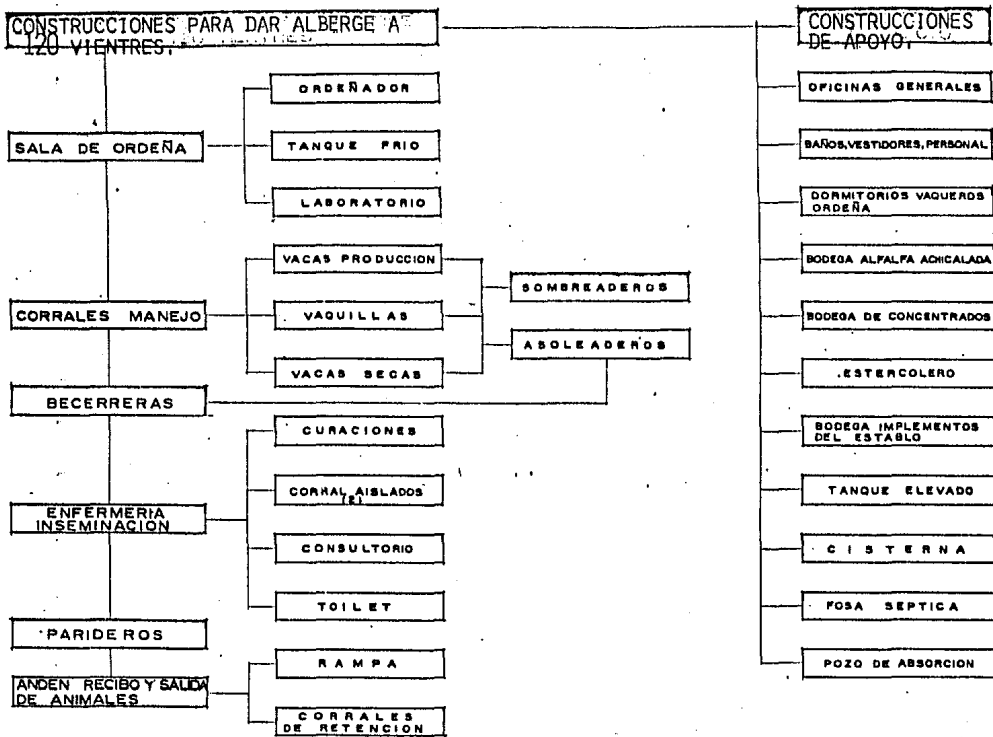 CONSTRUCCIONES PARA DAR ALBERGE A
120 VIENTRES.
SALA DE ORDEÑA
ORDEÑADOR
TANQUE FRIO
LABORATORIO
CORRALES MANEJO
VACAS PRODUCCION
VAQUILLAS
VACAS SECAS
SOMBREADEROS
ASOLEADEROS
BECERRERAS
ENFERMERIA
INSEMINACION
CURACIONES
CORRAL AISLADOS
(2)
CONSULTORIO
TOILET
PARIDEROS
ANDEN RECIBO Y SALIDA
DE ANIMALES
RAMPA
CORRALES
DE RETENCION
CONSTRUCCIONES
DE APOYO.
OFICINAS GENERALES
BAÑOS, VESTIDORES, PERSONAL
DORMITORIOS VAQUEROS
ORDEÑA
BODEGA ALFALFA ACHICALADA
BODEGA DE CONCENTRADOS
ESTERCOLERO
BODEGA IMPLEMENTOS
DEL ESTABLO
TANQUE ELEVADO
CISTERNA
FOSA SEPTICA
POZO DE ABSORCION